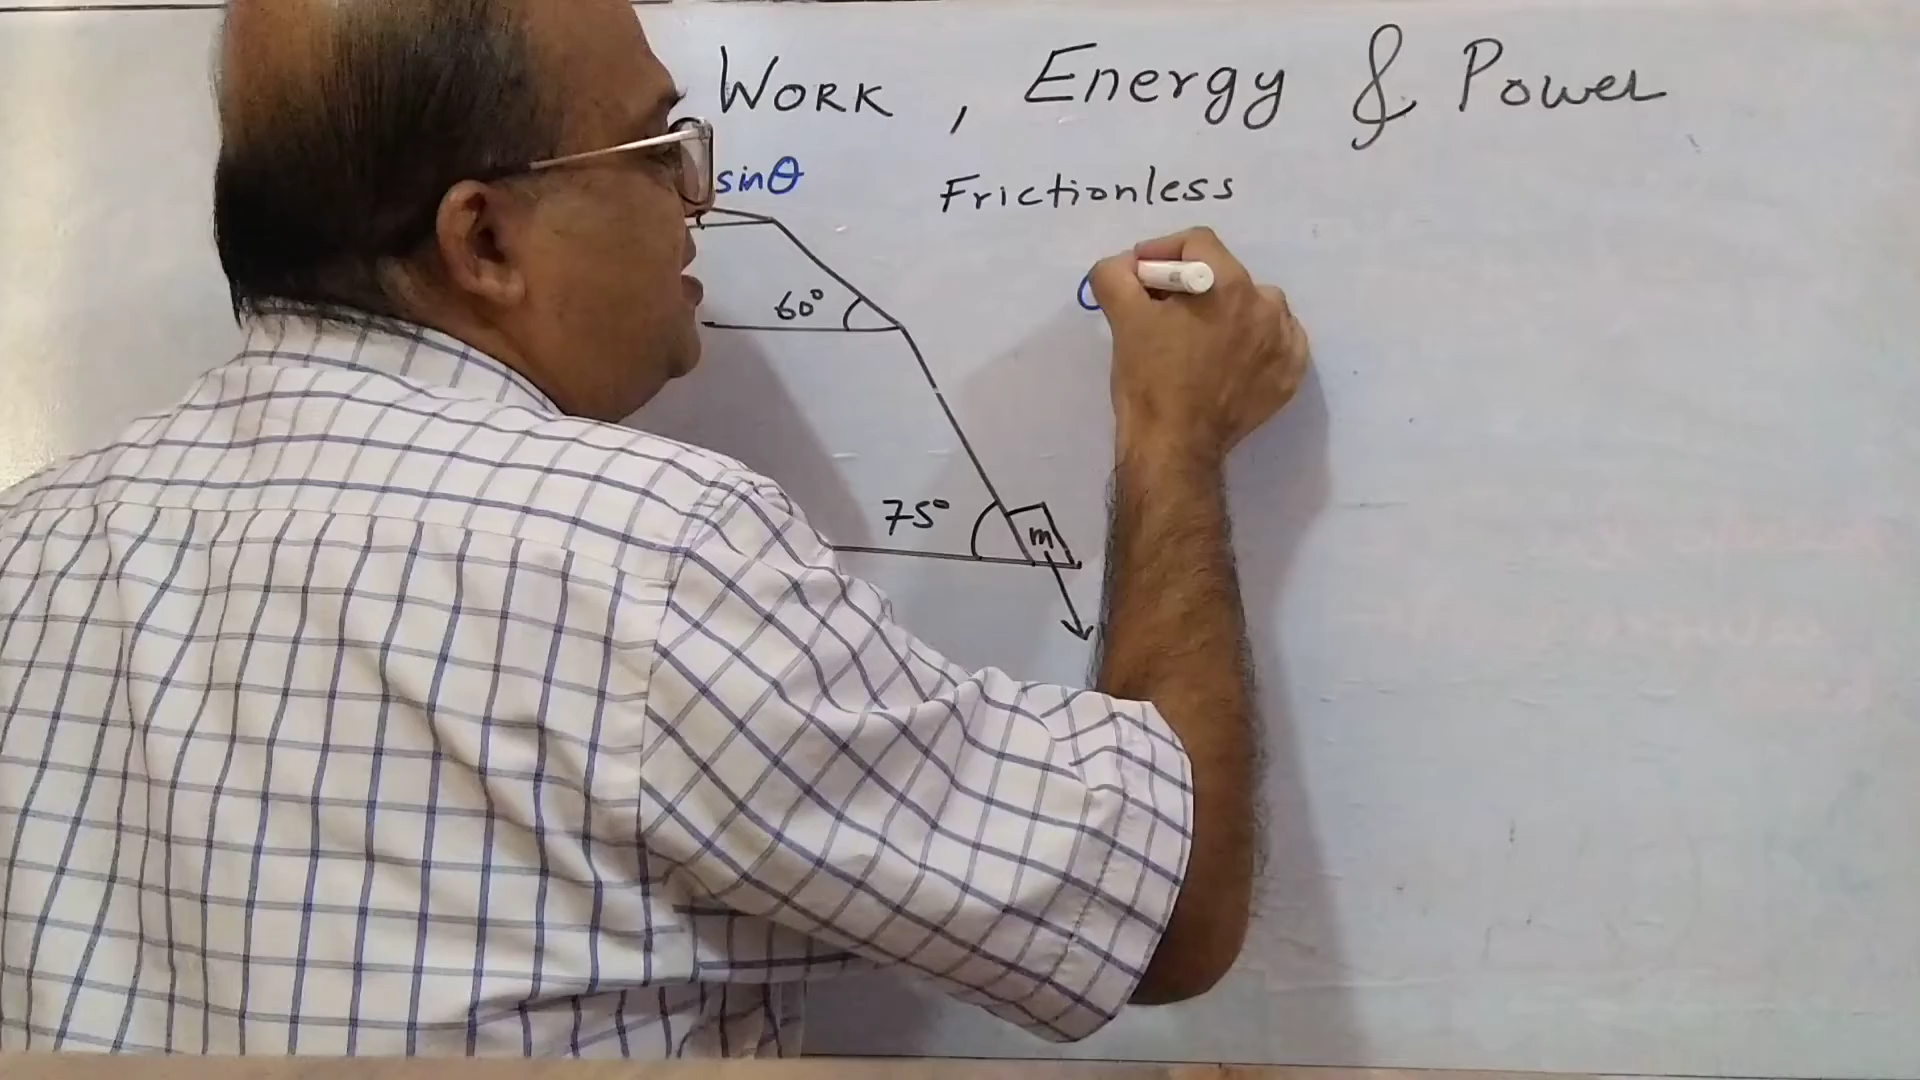 WORK, Energy & Power
sinθ
Frictionless
60°
75°
m